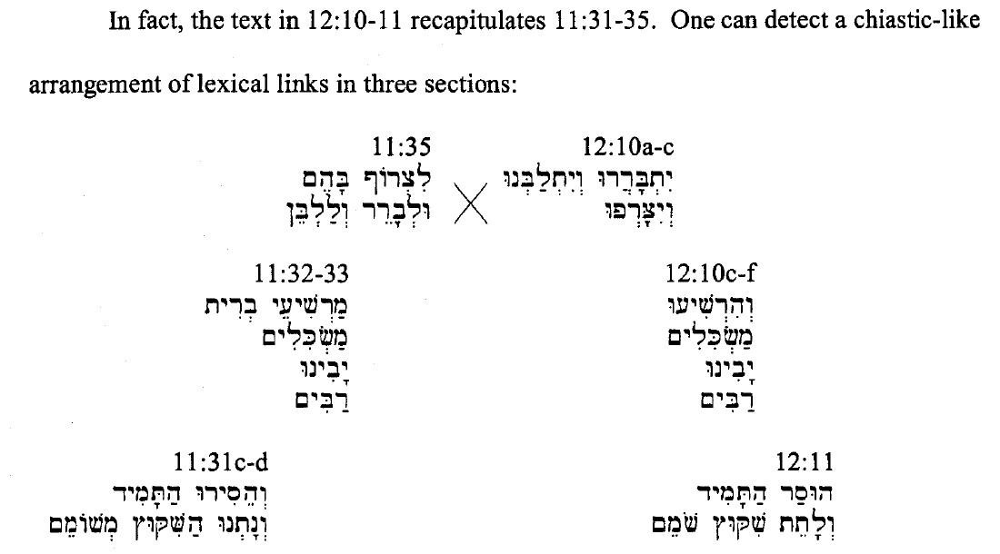 In fact, the text in 12:10-11 recapitulates 11:31-35. One can detect a chiastic-like
arrangement of lexical links in three sections:
11:35
לִצְרוֹף בָּהֶם
וּלְבָרֵר וְלַלְבֵּן
12:10a-c
יִתְבָּרֲרוּ וְיִתְלַבְּנוּ
וְיִצָּרְפוּ
11:32-33
מַרְשִׁיעֵי בְרִית
מַשְׂכִּלִים
יָבִינוּ
רַבִּים
12:10c-f
וְהִרְשִׁיעוּ
מַשְׂכִּלִים
יָבִינוּ
רַבִּים
11:31c-d
וְהֵסִירוּ הַתָּמִיד
וְנָתְנוּ הַשִּׁקּוּץ מְשׁוֹמֵם
12:11
הוּסַר הַתָּמִיד
וְלָתֵת שִׁקּוּץ שֹׁמֵם